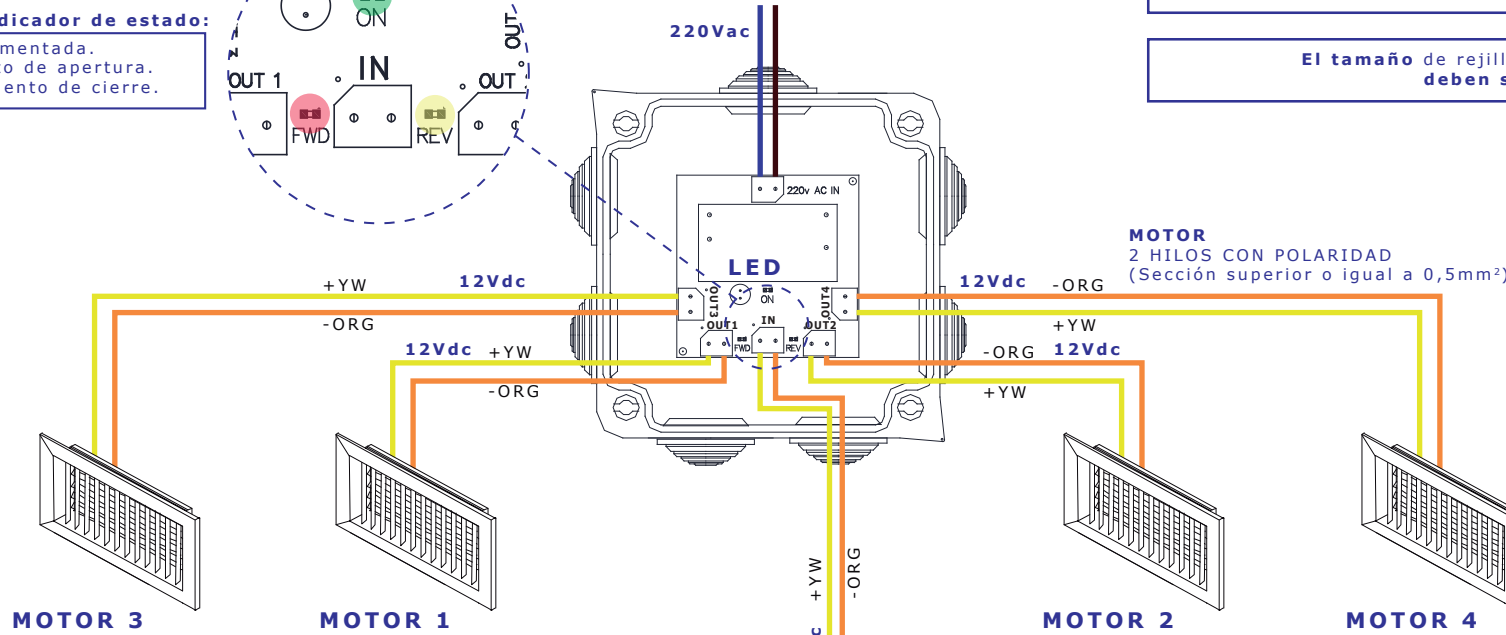 dicador de estado:
mentada.
to de apertura.
ento de cierre.
ON
OUT
OUT 1
IN
OUT
FWD
REV
220Vac
El tamaño de rejill
deben s
220v AC IN
LED
ON
OUT3
OUT4
OUT1
IN
OUT2
FWD
REV
MOTOR
2 HILOS CON POLARIDAD
(Sección superior o igual a 0,5mm²)
+YW
12Vdc
-ORG
12Vdc
-ORG
+YW
12Vdc
+YW
-ORG
-ORG
12Vdc
+YW
+YW
-ORG
c
MOTOR 3
MOTOR 1
MOTOR 2
MOTOR 4